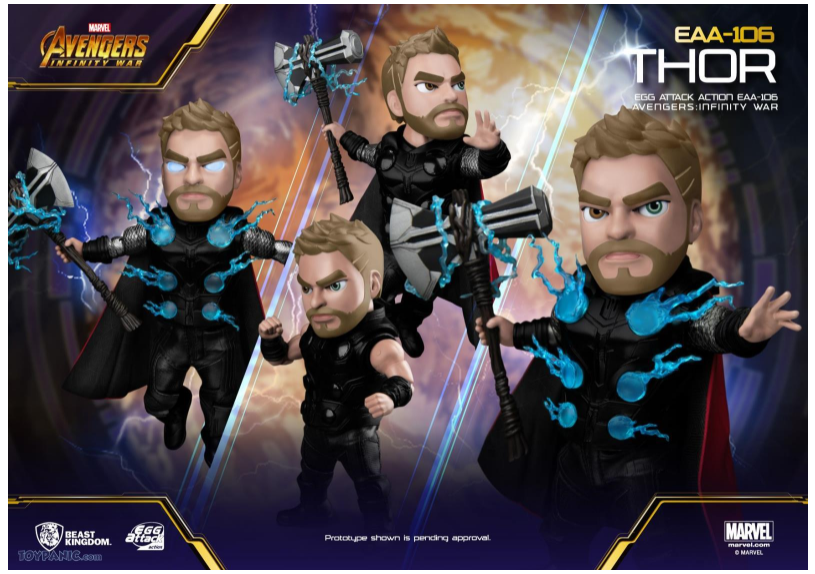 MARVEL
AVENGERS
INFINITY WAR
EAA-106
THOR
EGG ATTACK ACTION EAA-106
AVENGERS:INFINITY WAR
BEAST
KINGDOM.
EGG
attack
action
TOYPANIC.com
Prototype shown is pending approval.
MARVEL
marvel.com
© MARVEL